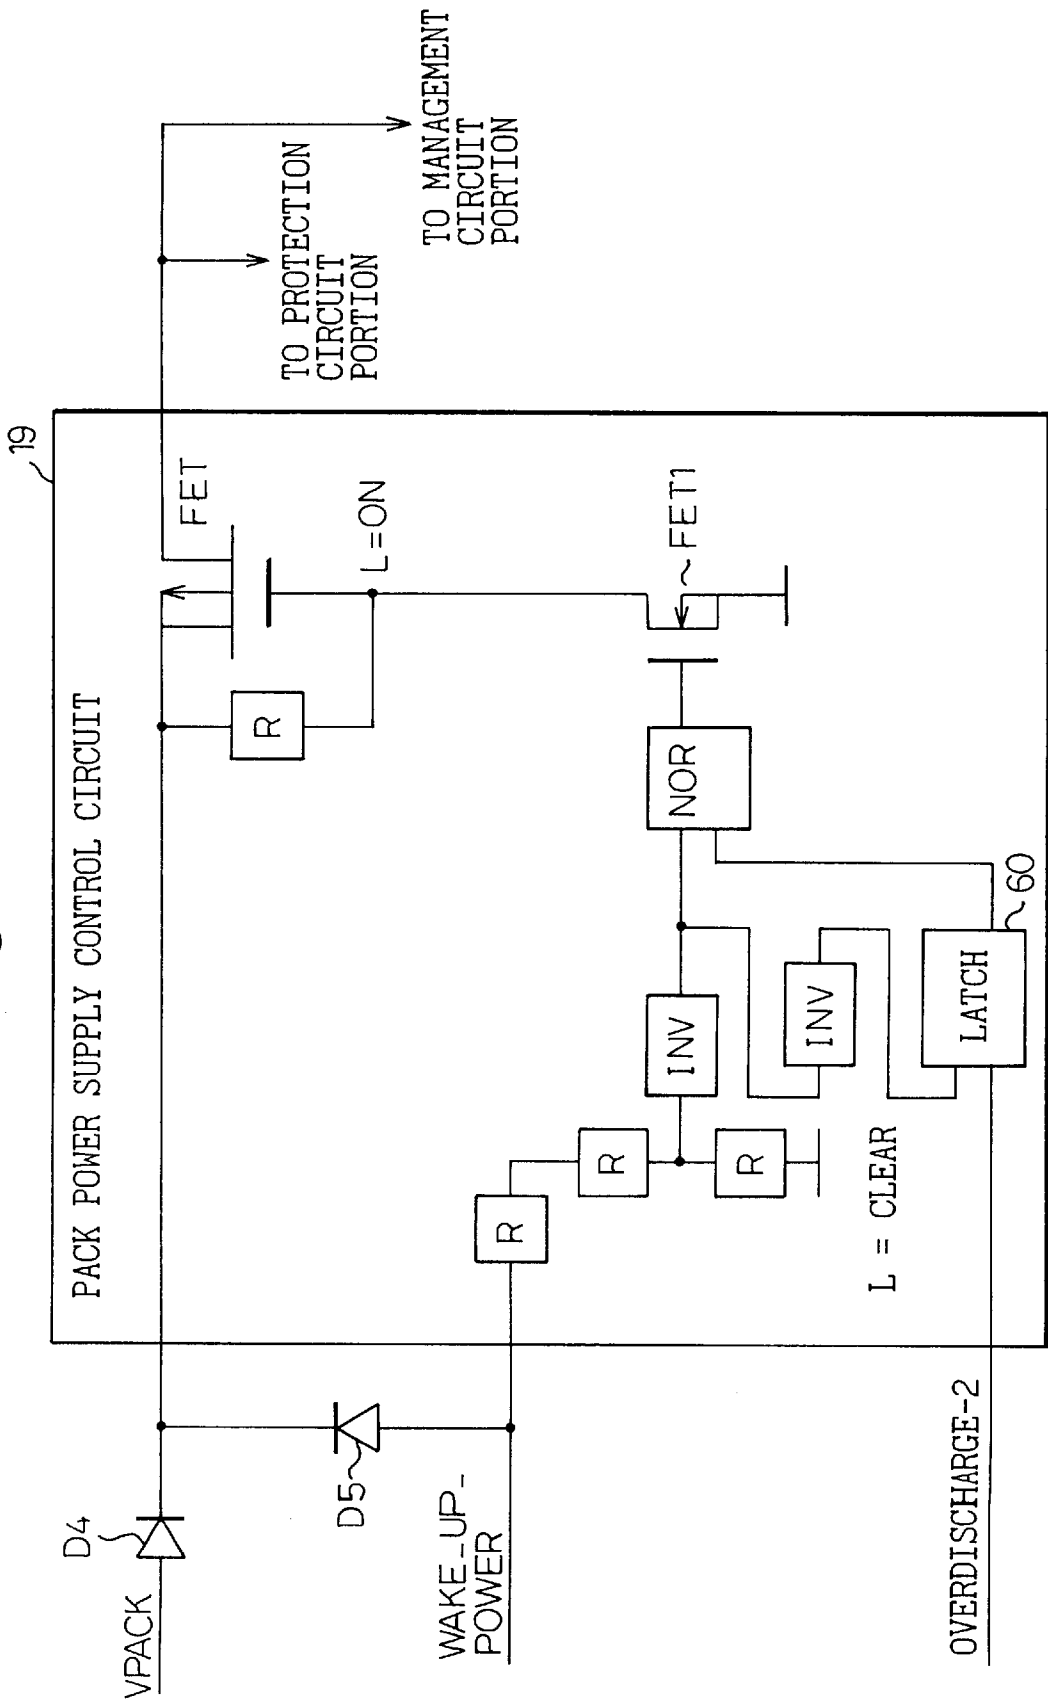 19
PACK POWER SUPPLY CONTROL CIRCUIT
D4
VPACK
D5
WAKE_UP_
POWER
OVERDISCHARGE-2
R
FET
L=ON
R
R
R
INV
NOR
FET1
INV
L = CLEAR
LATCH
60
TO PROTECTION
CIRCUIT
PORTION
TO MANAGEMENT
CIRCUIT
PORTION